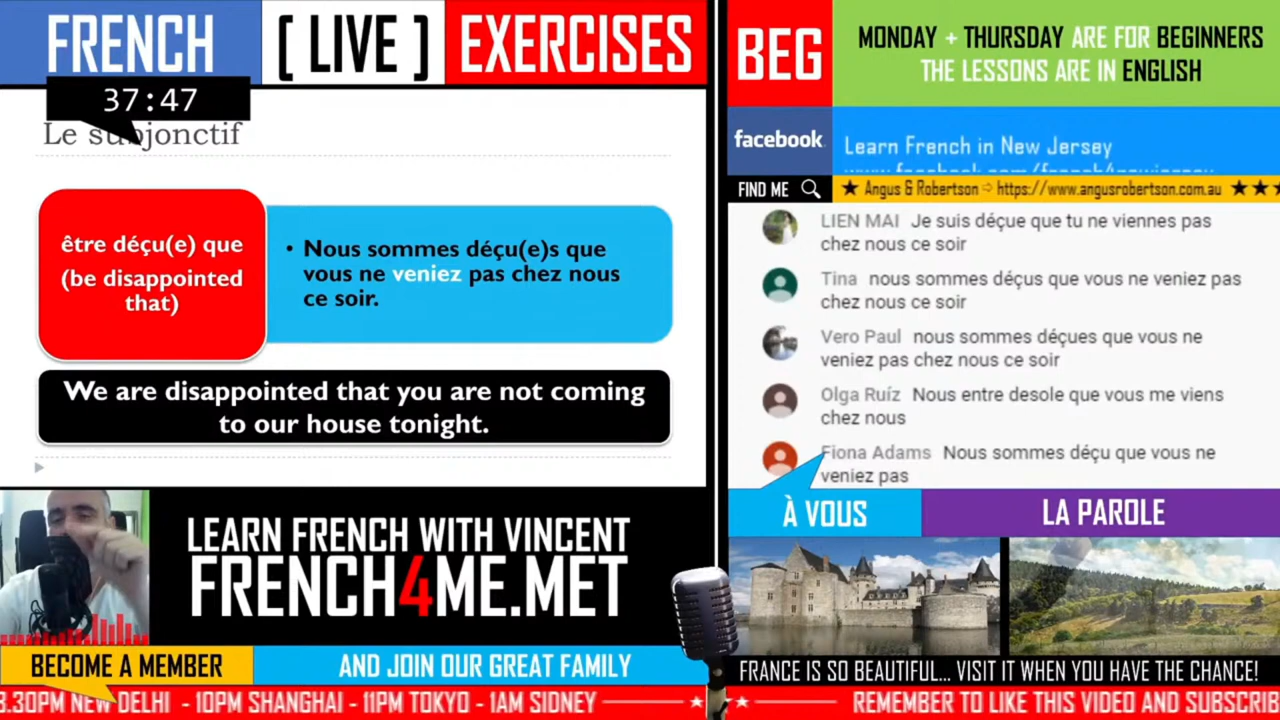 FRENCH [ LIVE ] EXERCISES
37:47
Le subjonctif
être déçu(e) que
(be disappointed
that)
• Nous sommes déçu(e)s que
vous ne veniez pas chez nous
ce soir.
We are disappointed that you are not coming
to our house tonight.
LEARN FRENCH WITH VINCENT
FRENCH4ME.MET
BECOME A MEMBER
AND JOIN OUR GREAT FAMILY
BEG
MONDAY + THURSDAY ARE FOR BEGINNERS
THE LESSONS ARE IN ENGLISH
facebook
Learn French in New Jersey
FIND ME
★ Angus & Robertson ⇨ https://www.angusrobertson.com.au ★★★
LIEN MAI Je suis déçue que tu ne viennes pas
chez nous ce soir
Tina nous sommes déçus que vous ne veniez pas
chez nous ce soir
Vero Paul nous sommes déçues que vous ne
veniez pas chez nous ce soir
Olga Ruíz Nous entre desole que vous me viens
chez nous
Fiona Adams Nous sommes déçu que vous ne
veniez pas
À VOUS LA PAROLE
FRANCE IS SO BEAUTIFUL... VISIT IT WHEN YOU HAVE THE CHANCE!
8.30PM NEW DELHI - 10PM SHANGHAI - 11PM TOKYO - 1AM SIDNEY REMEMBER TO LIKE THIS VIDEO AND SUBSCRIB